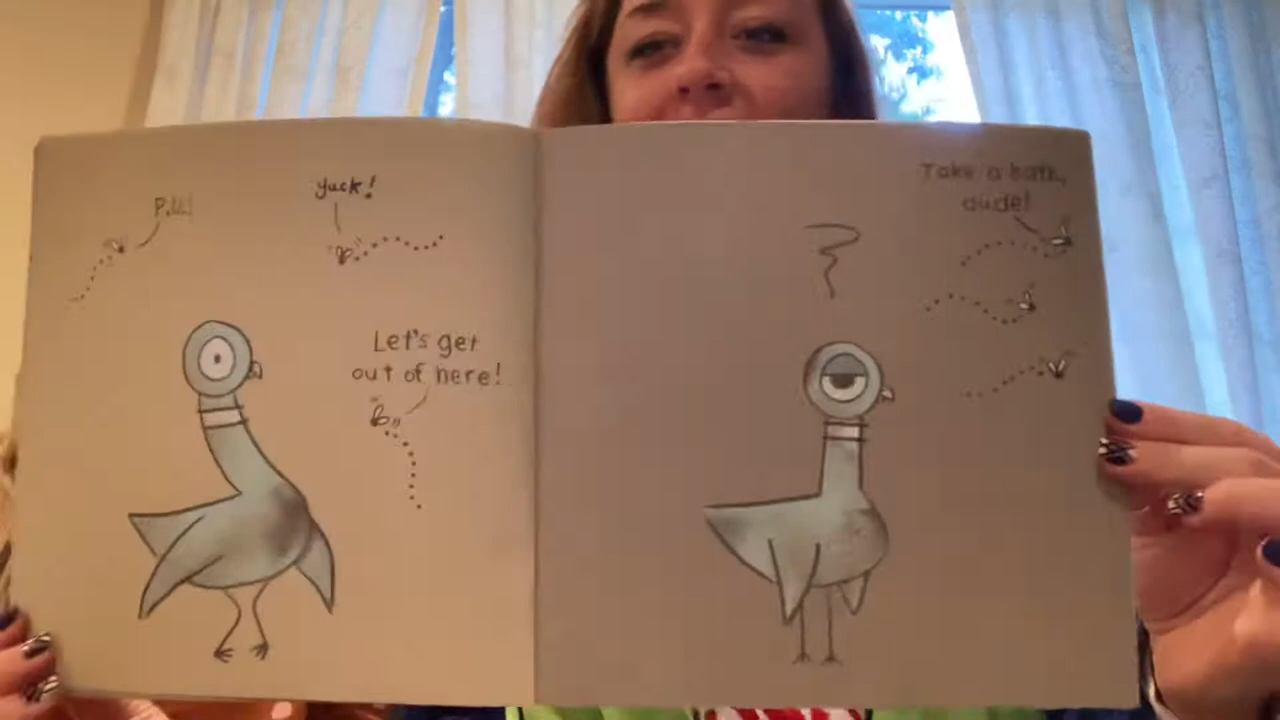 P.U.!
Yuck!
Let's get
out of here!
Take a bath,
dude!